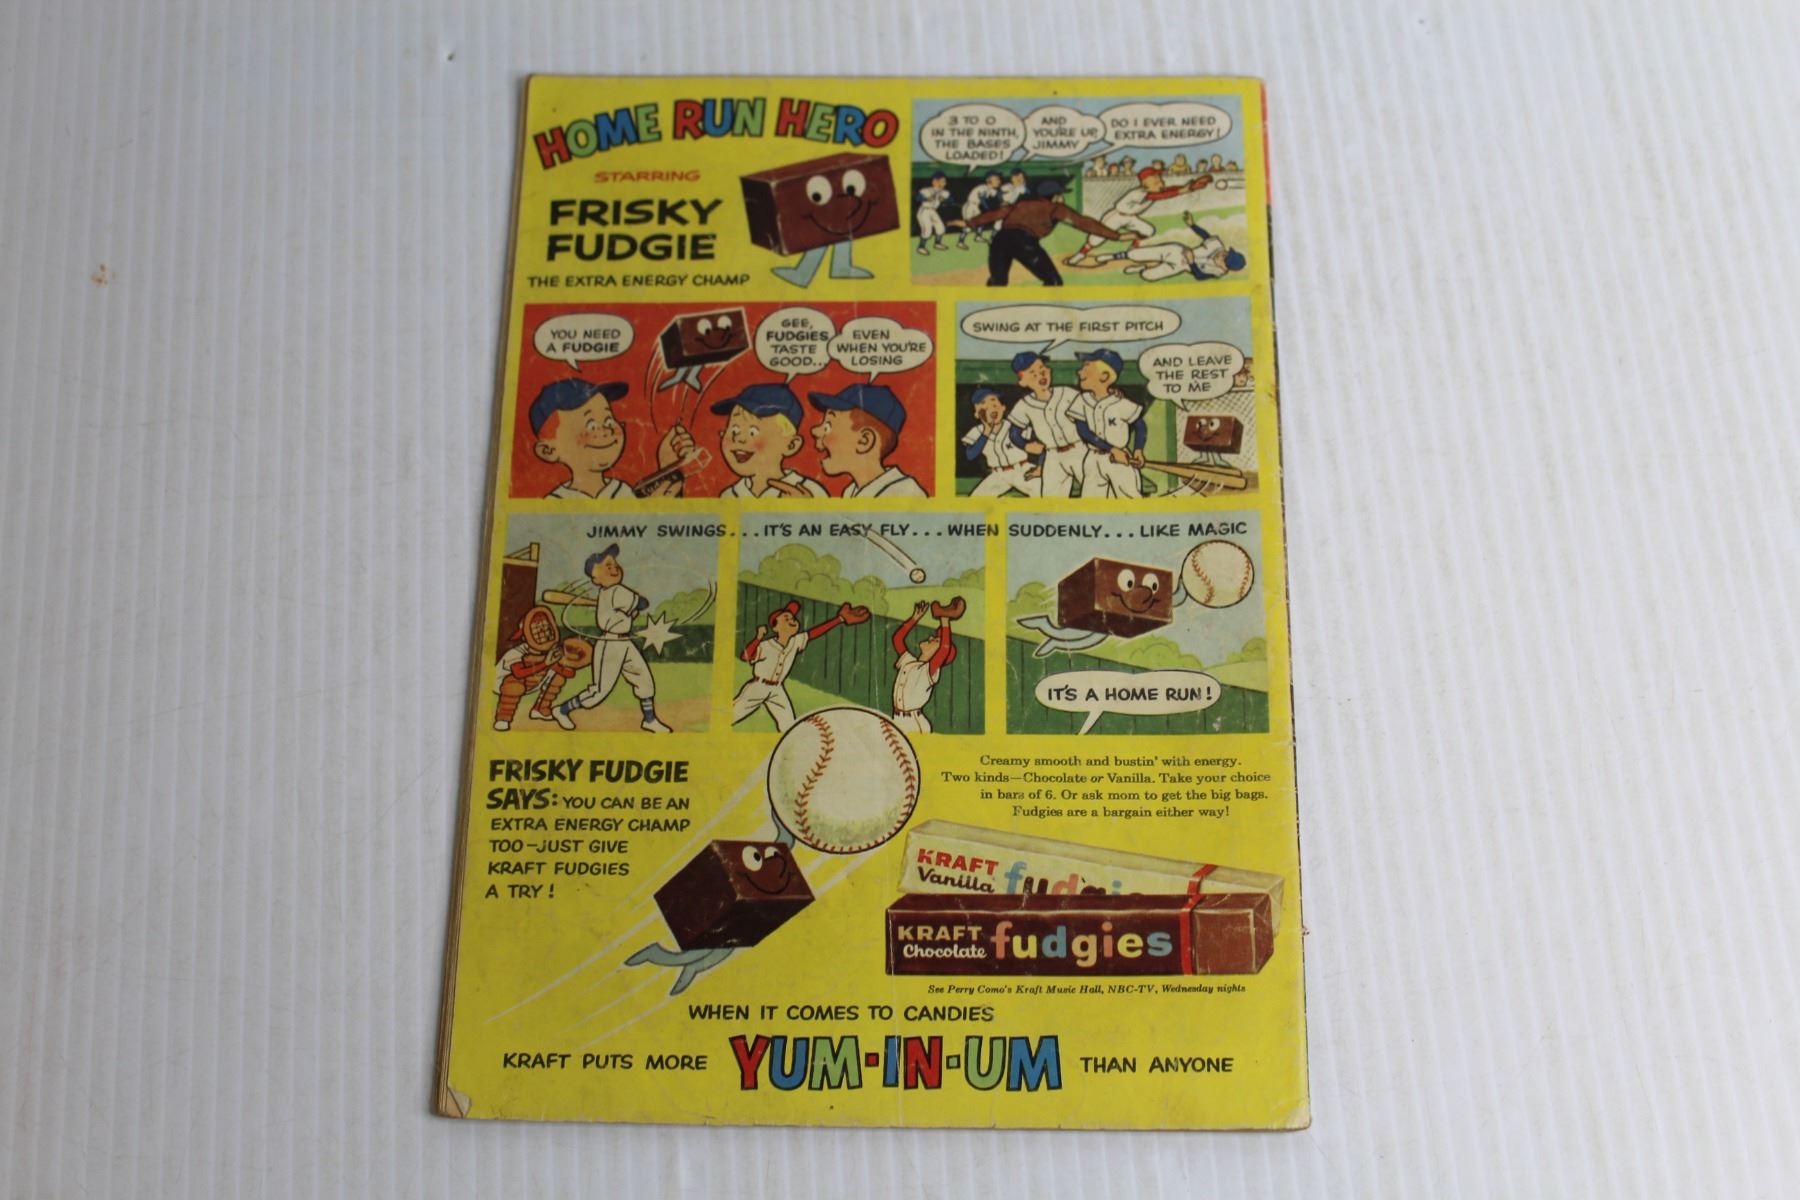 HOME RUN HERO
STARRING
FRISKY
FUDGIE
THE EXTRA ENERGY CHAMP
3 TO 0
IN THE NINTH,
THE BASES
LOADED!
AND
YOU'RE UP
JIMMY
DO I EVER NEED
EXTRA ENERGY!
YOU NEED
A FUDGIE
GEE,
FUDGIES
TASTE
GOOD...
EVEN
WHEN YOU'RE
LOSING
SWING AT THE FIRST PITCH
AND LEAVE
THE REST
TO ME
K
K
JIMMY SWINGS...IT'S AN EASY FLY...WHEN SUDDENLY...LIKE MAGIC
IT'S A HOME RUN!
FRISKY FUDGIE
SAYS: YOU CAN BE AN
EXTRA ENERGY CHAMP
TOO—JUST GIVE
KRAFT FUDGIES
A TRY!
Creamy smooth and bustin' with energy.
Two kinds—Chocolate or Vanilla. Take your choice
in bars of 6. Or ask mom to get the big bags.
Fudgies are a bargain either way!
KRAFT
Vanilla fudgies
KRAFT
Chocolate fudgies
See Perry Como's Kraft Music Hall, NBC-TV, Wednesday nights
WHEN IT COMES TO CANDIES
KRAFT PUTS MORE YUM-IN-UM THAN ANYONE